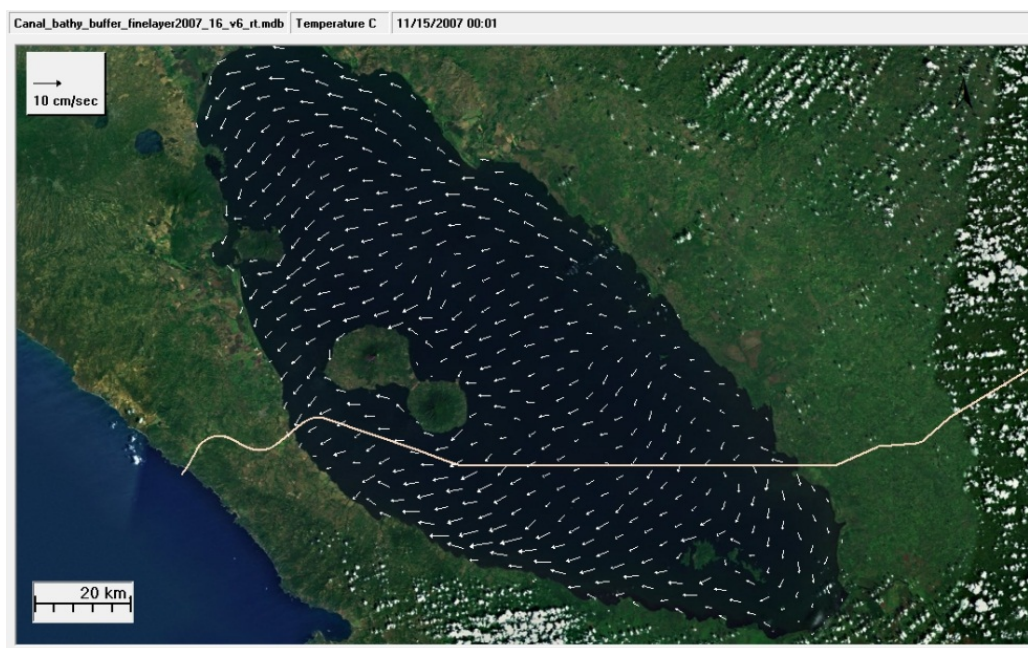 Canal_bathy_buffer_finelayer2007_16_v6_rt.mdb Temperature C 11/15/2007 00:01
10 cm/sec
20 km